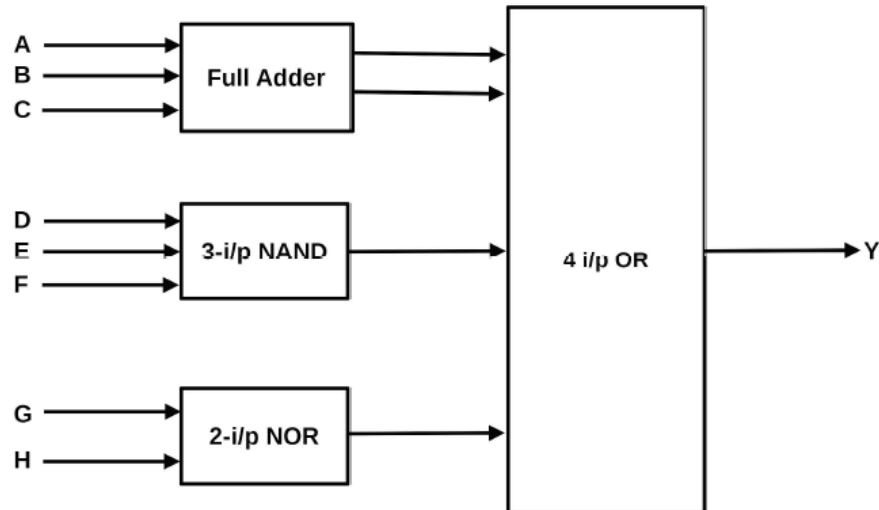 A
B
C
Full Adder
D
E
F
3-i/p NAND
G
H
2-i/p NOR
4 i/p OR
Y